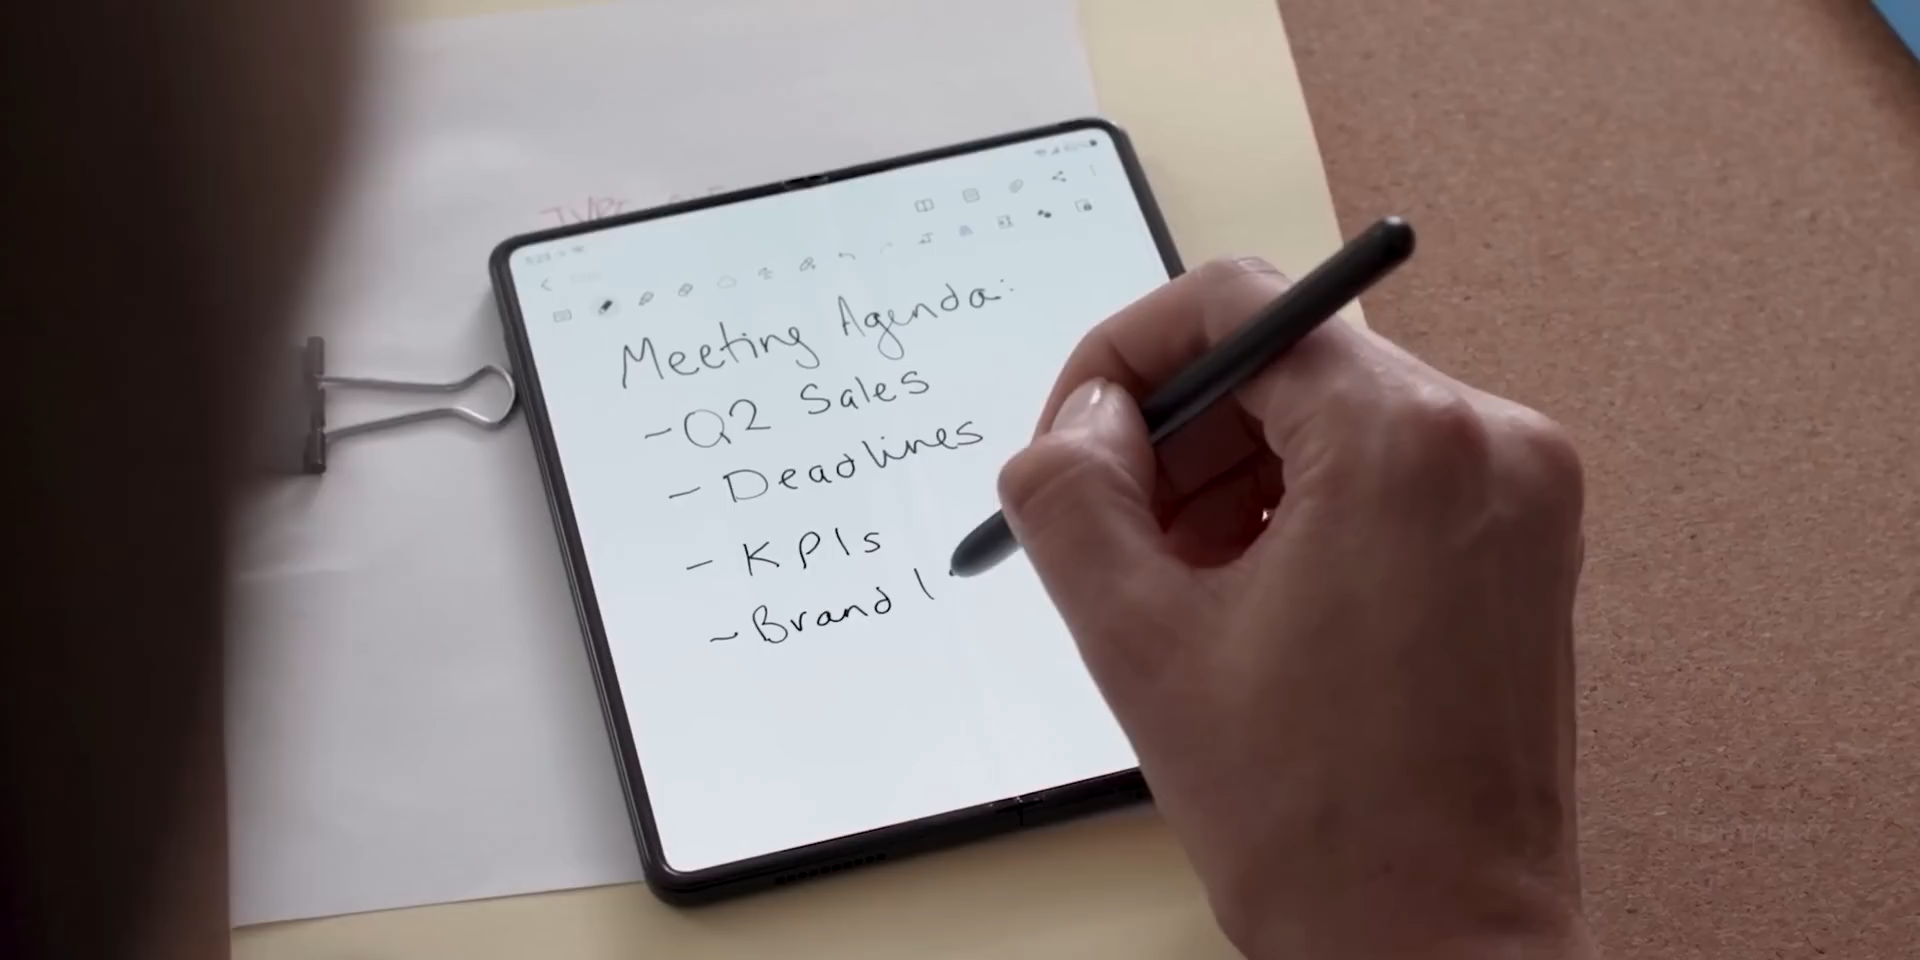 Meeting Agenda:
- Q2 Sales
- Deadlines
- KPIs
- Brand